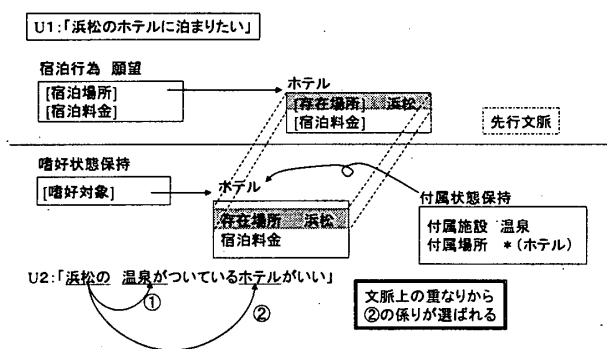 U1:「浜松のホテルに泊まりたい」
宿泊行為 願望
[宿泊場所]
[宿泊料金]
ホテル
[存在場所] 浜松
[宿泊料金]
先行文脈
嗜好状態保持
[嗜好対象]
ホテル
存在場所 浜松
宿泊料金
付属状態保持
付属施設 温泉
付属場所 *(ホテル)
U2:「浜松の 温泉がついているホテルがいい」
①
②
文脈上の重なりから
②の係りが選ばれる